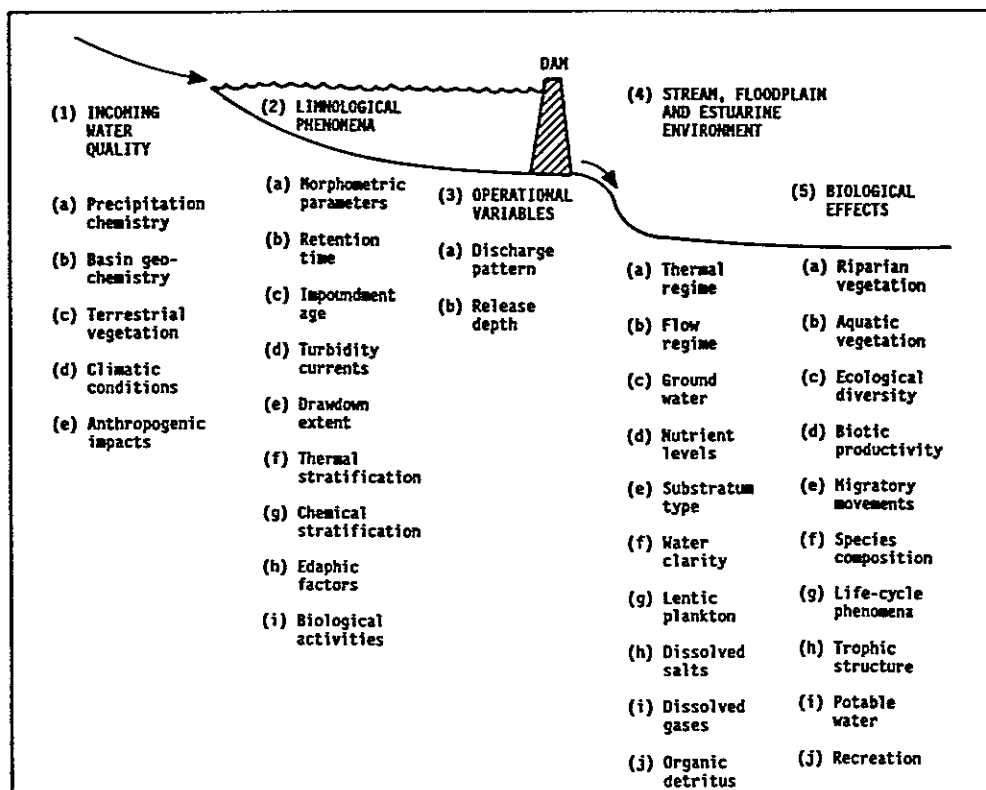 DAM
(1) INCOMING
WATER
QUALITY
(a) Precipitation
chemistry
(b) Basin geo-
chemistry
(c) Terrestrial
vegetation
(d) Climatic
conditions
(e) Anthropogenic
impacts
(2) LIMNOLOGICAL
PHENOMENA
(a) Morphometric
parameters
(b) Retention
time
(c) Impoundment
age
(d) Turbidity
currents
(e) Drawdown
extent
(f) Thermal
stratification
(g) Chemical
stratification
(h) Edaphic
factors
(i) Biological
activities
(3) OPERATIONAL
VARIABLES
(a) Discharge
pattern
(b) Release
depth
(4) STREAM, FLOODPLAIN
AND ESTUARINE
ENVIRONMENT
(a) Thermal
regime
(b) Flow
regime
(c) Ground
water
(d) Nutrient
levels
(e) Substratum
type
(f) Water
clarity
(g) Lentic
plankton
(h) Dissolved
salts
(i) Dissolved
gases
(j) Organic
detritus
(5) BIOLOGICAL
EFFECTS
(a) Riparian
vegetation
(b) Aquatic
vegetation
(c) Ecological
diversity
(d) Biotic
productivity
(e) Migratory
movements
(f) Species
composition
(g) Life-cycle
phenomena
(h) Trophic
structure
(i) Potable
water
(j) Recreation